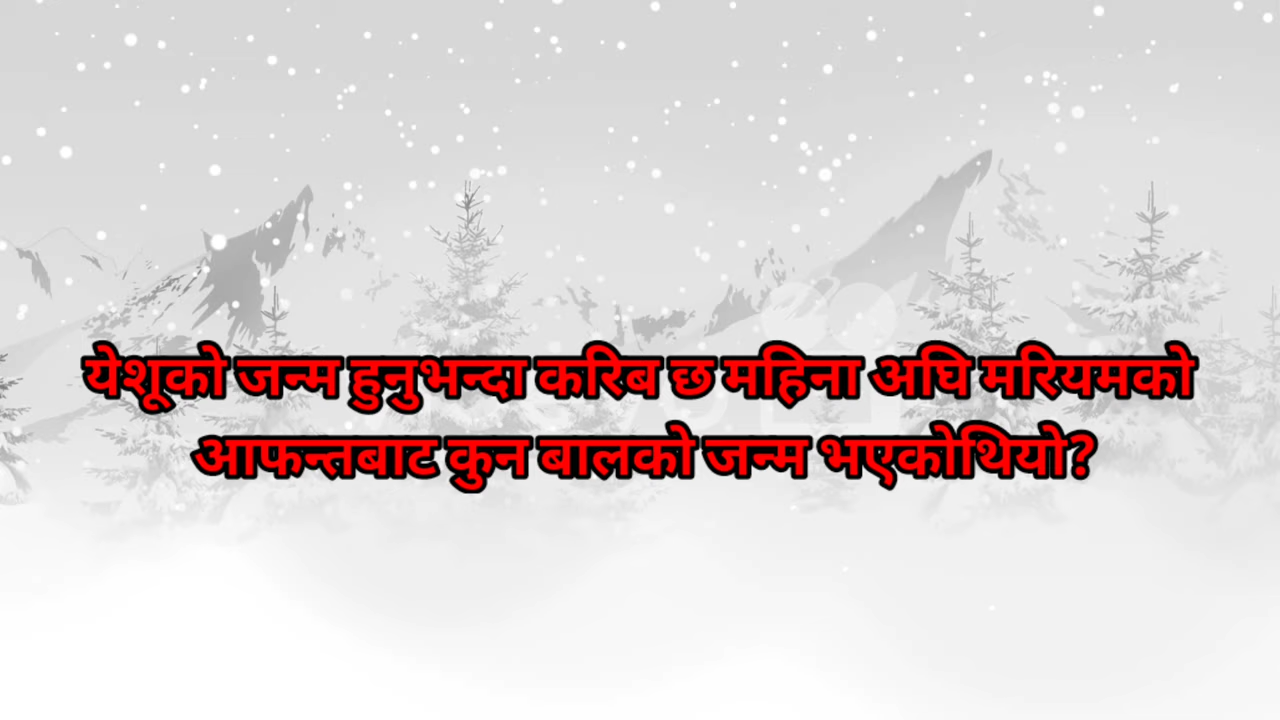 येशूको जन्म हुनुभन्दा करिब छ महिना अघि मरियमको
आफन्तबाट कुन बालको जन्म भएकोथियो?